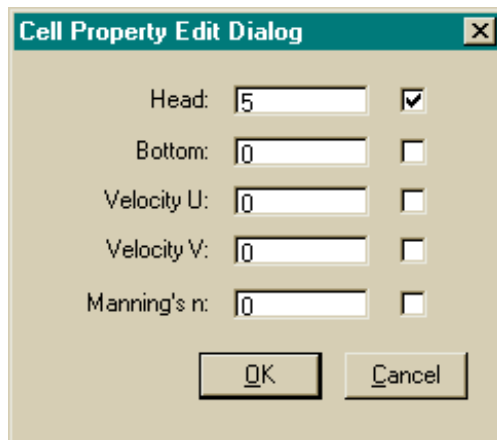 Cell Property Edit Dialog
Head: 5
Bottom: 0
Velocity U: 0
Velocity V: 0
Manning's n: 0
OK Cancel